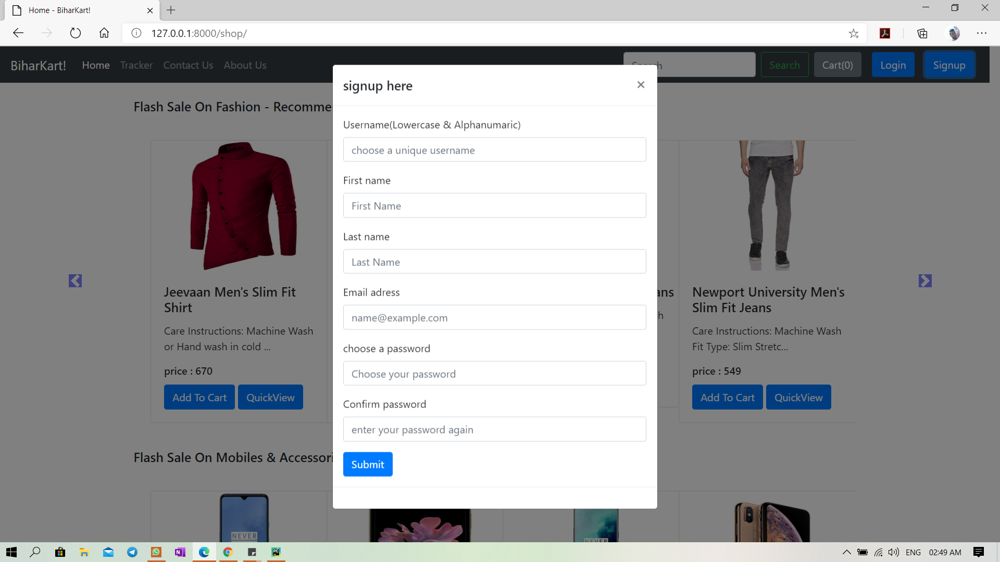 Home - BiharKart!
127.0.0.1:8000/shop/
BiharKart! Home Tracker Contact Us About Us Search Search Cart(0) Login Signup
signup here
×
Flash Sale On Fashion - Recomme
Username(Lowercase & Alphanumaric)
choose a unique username
First name
First Name
Last name
Last Name
Email adress
name@example.com
choose a password
Choose your password
Confirm password
enter your password again
Submit
Jeevaan Men's Slim Fit
Shirt
Care Instructions: Machine Wash
or Hand wash in cold ...
price : 670
Add To Cart QuickView
ans
h
Newport University Men's
Slim Fit Jeans
Care Instructions: Machine Wash
Fit Type: Slim Stretc...
price : 549
Add To Cart QuickView
Flash Sale On Mobiles & Accessori
NEVER
NEVER
ENG 02:49 AM